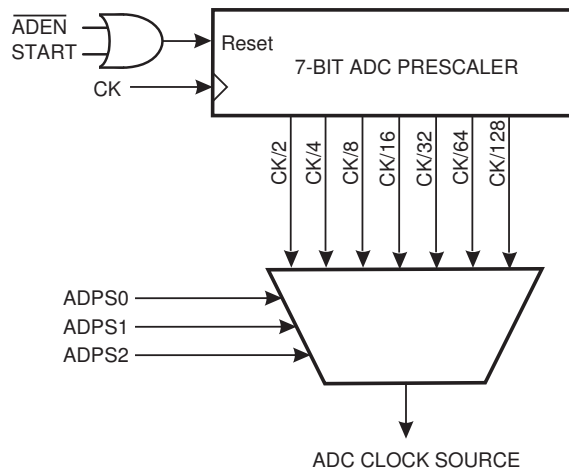 ADEN
START
Reset
7-BIT ADC PRESCALER
CK
CK/2
CK/4
CK/8
CK/16
CK/32
CK/64
CK/128
ADPS0
ADPS1
ADPS2
ADC CLOCK SOURCE